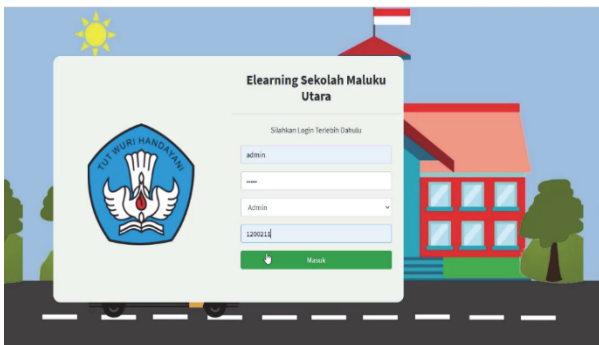 Elearning Sekolah Maluku
Utara
Silahkan Login Terlebih Dahulu
TUT WURI HANDAYANI
admin
Admin
1200211
Masuk